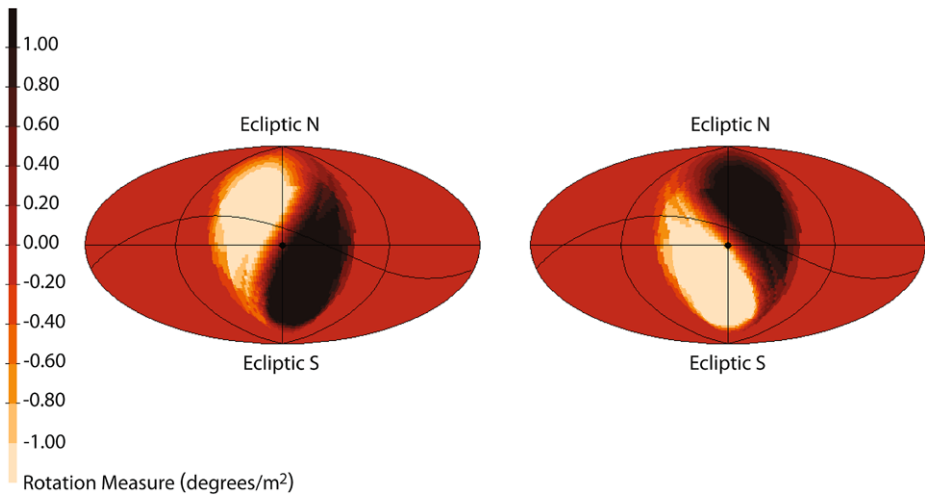 1.00
0.80
0.60
0.40
0.20
0.00
-0.20
-0.40
-0.60
-0.80
-1.00
Rotation Measure (degrees/m²)
Ecliptic N
Ecliptic S
Ecliptic N
Ecliptic S